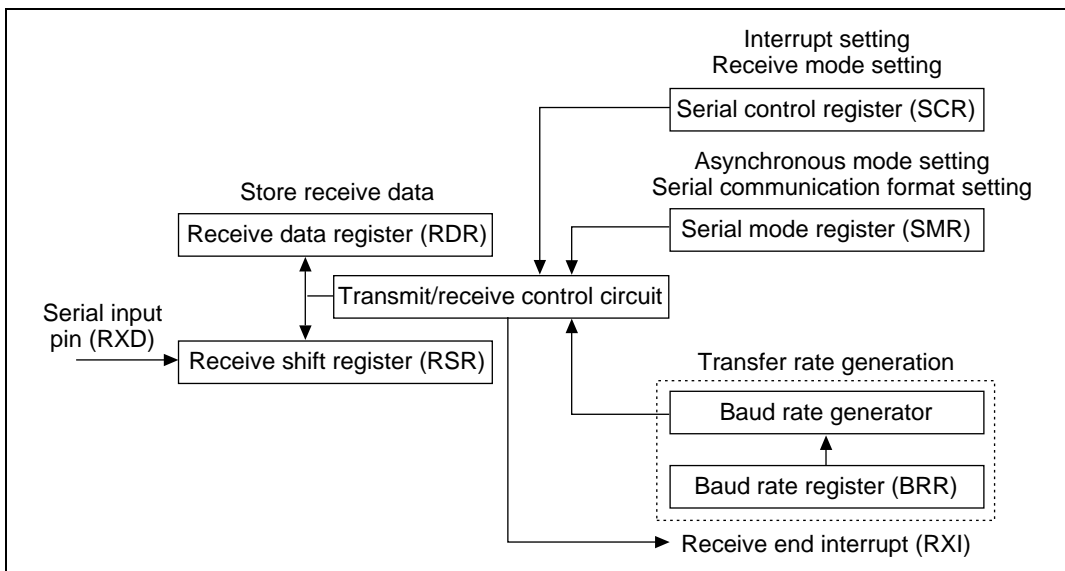 Interrupt setting
Receive mode setting
Serial control register (SCR)
Asynchronous mode setting
Serial communication format setting
Serial mode register (SMR)
Store receive data
Receive data register (RDR)
Transmit/receive control circuit
Serial input
pin (RXD)
Receive shift register (RSR)
Transfer rate generation
Baud rate generator
Baud rate register (BRR)
Receive end interrupt (RXI)